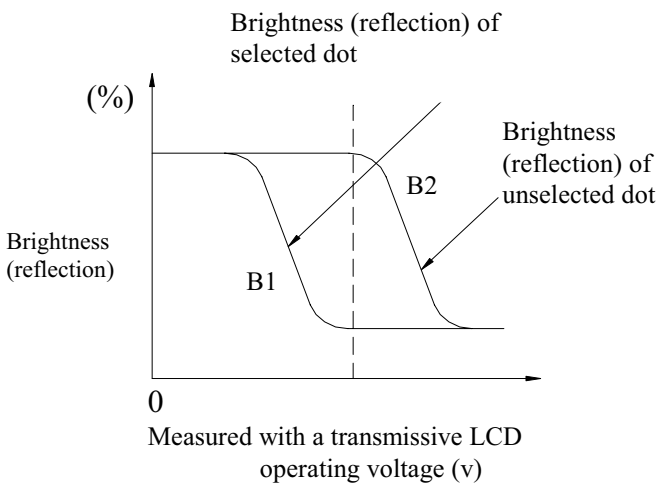 Brightness (reflection) of
selected dot
(%)
Brightness
(reflection) of
unselected dot
B2
Brightness
(reflection)
B1
0
Measured with a transmissive LCD
operating voltage (v)